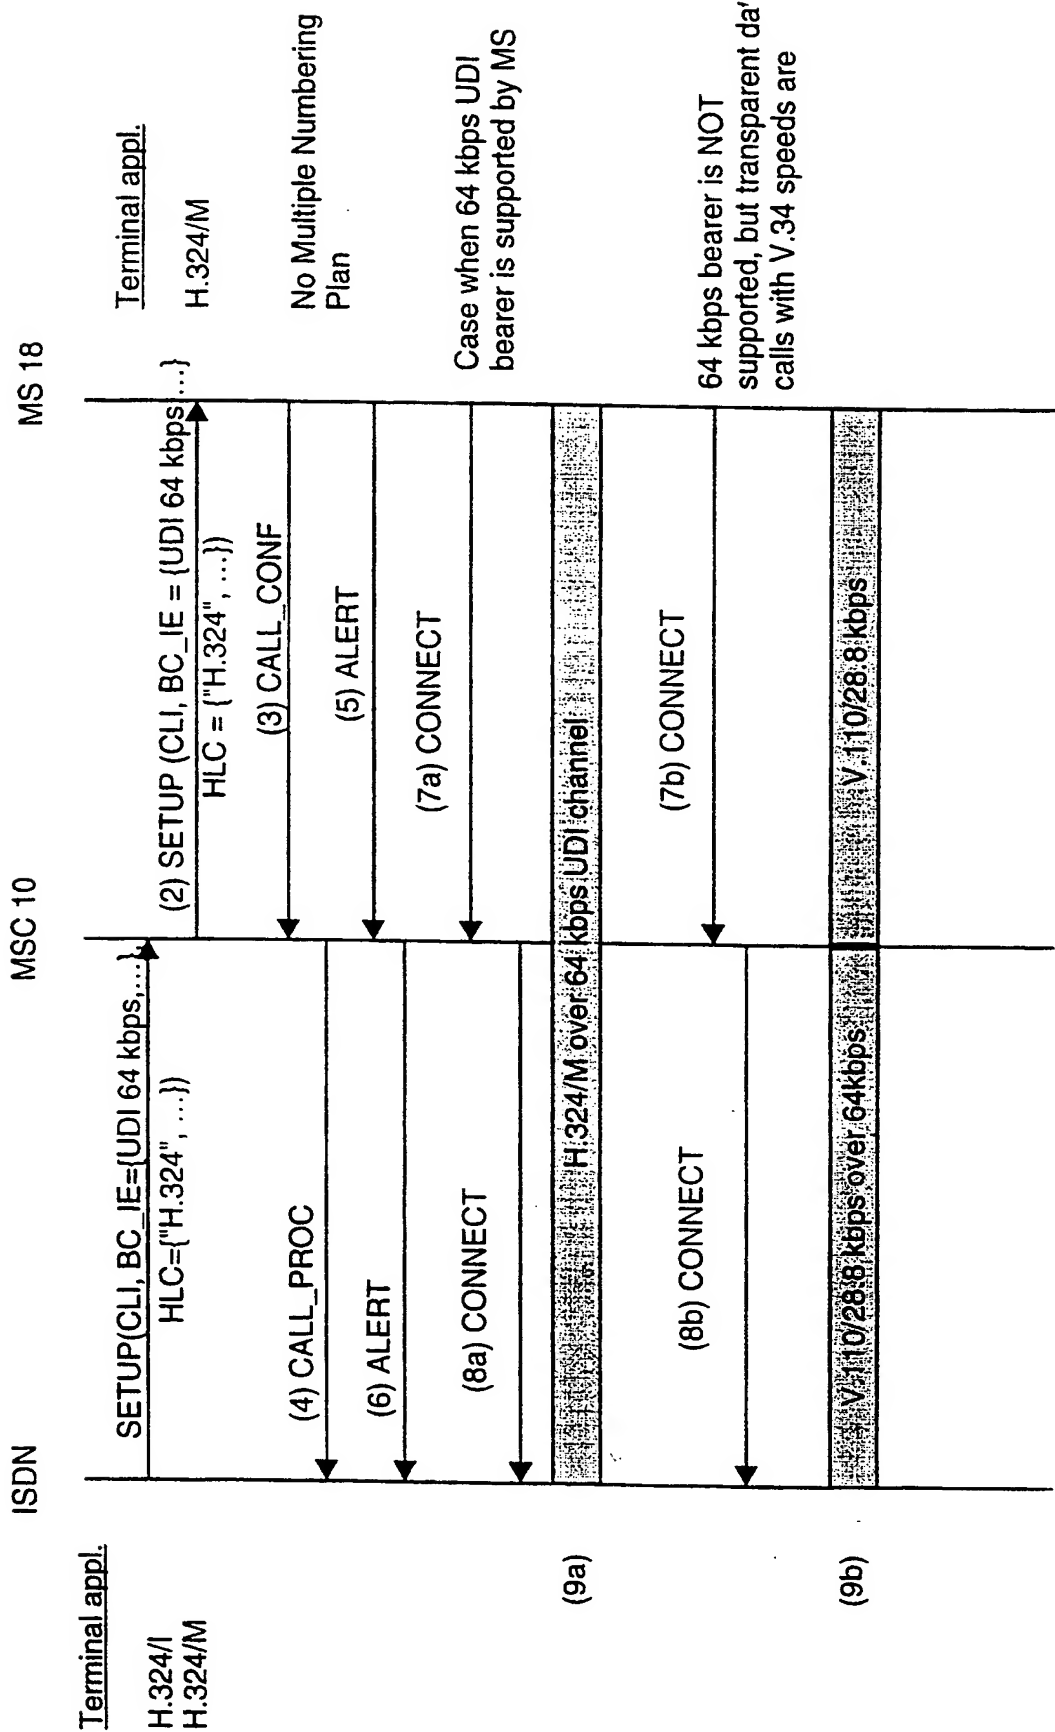 ISDN
MSC 10
MS 18
Terminal appl.
H.324/I
H.324/M
Terminal appl.
H.324/M
SETUP(CLI, BC_IE={UDI 64 kbps,...},
HLC={"H.324", ...})
(2) SETUP (CLI, BC_IE = {UDI 64 kbps,...}
HLC = {"H.324", ...})
No Multiple Numbering
Plan
(3) CALL_CONF
(4) CALL_PROC
(5) ALERT
(6) ALERT
(7a) CONNECT
(8a) CONNECT
Case when 64 kbps UDI
bearer is supported by MS
(9a)
H.324/M over 64 kbps UDI channel
(7b) CONNECT
(8b) CONNECT
64 kbps bearer is NOT
supported, but transparent
calls with V.34 speeds are
(9b)
V.110/28.8 kbps over 64kbps
V.110/28.8 kbps